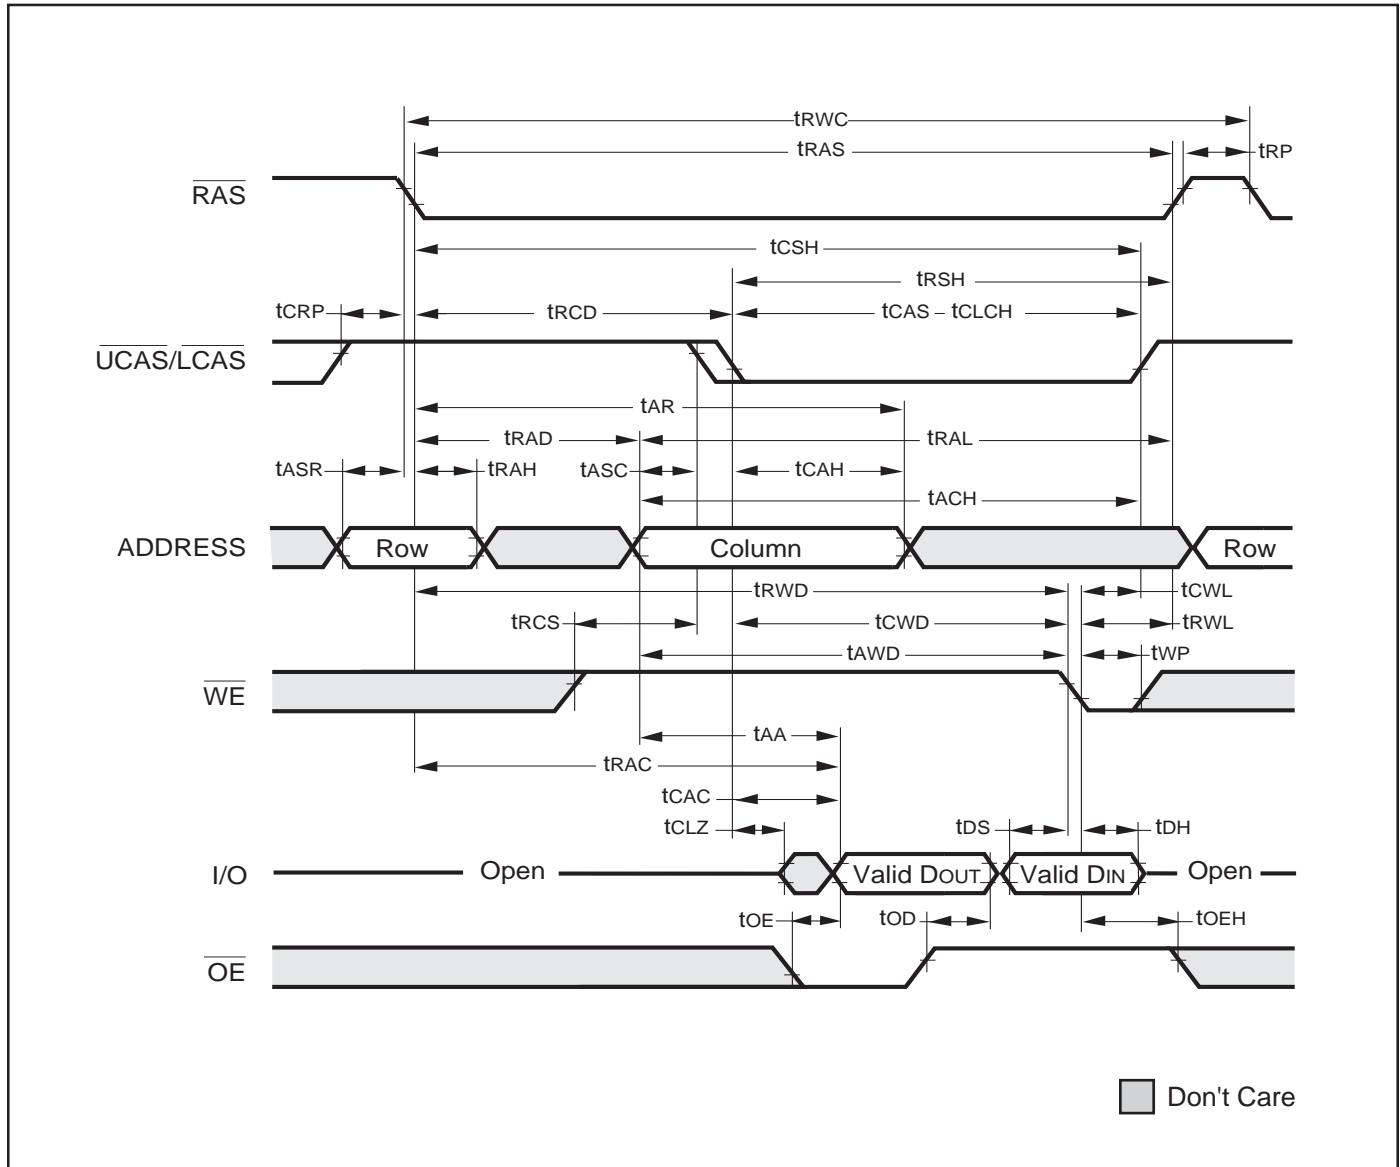 tRWC
tRAS
tRP
RAS
tCSH
tRSH
tCRP
tRCD
tCAS – tCLCH
UCAS/LCAS
tAR
tRAD
tRAL
tASR
tRAH
tASC
tCAH
tACH
ADDRESS
Row
Column
Row
tRWD
tCWL
tRCS
tCWD
tRWL
tAWD
tWP
WE
tAA
tRAC
tCAC
tCLZ
tDS
tDH
I/O
Open
Valid DOUT
Valid DIN
Open
tOE
tOD
tOEH
OE
Don't Care